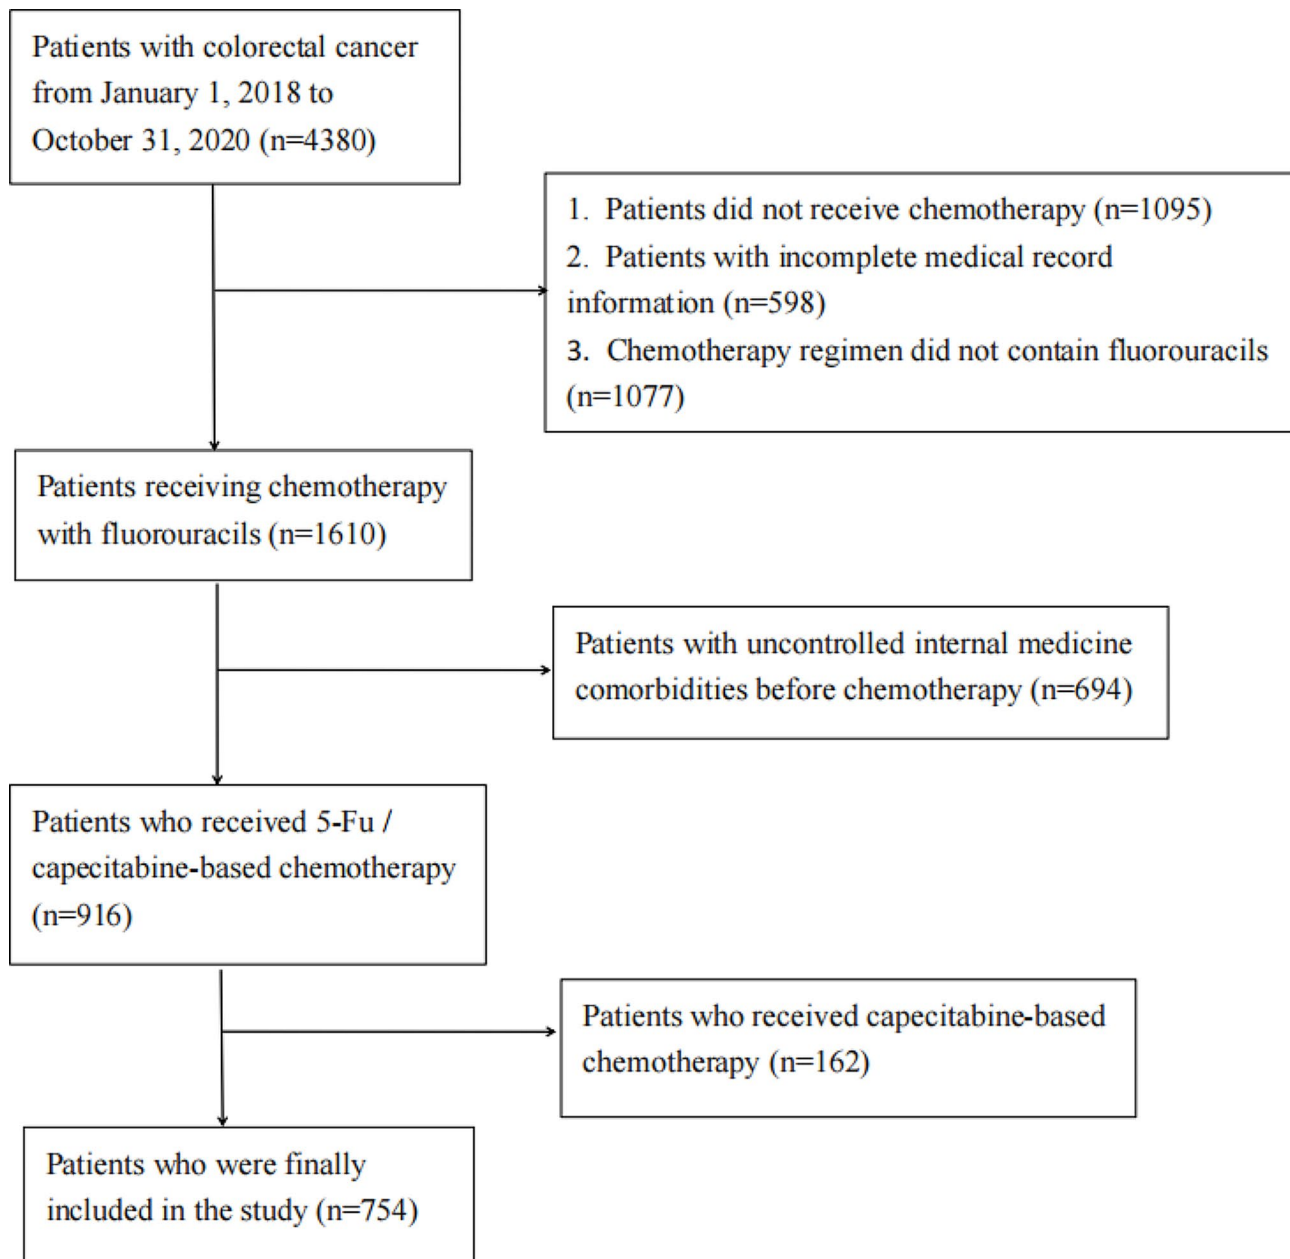 Patients with colorectal cancer
from January 1, 2018 to
October 31, 2020 (n=4380)
1. Patients did not receive chemotherapy (n=1095)
2. Patients with incomplete medical record
information (n=598)
3. Chemotherapy regimen did not contain fluorouracils
(n=1077)
Patients receiving chemotherapy
with fluorouracils (n=1610)
Patients with uncontrolled internal medicine
comorbidities before chemotherapy (n=694)
Patients who received 5-Fu /
capecitabine-based chemotherapy
(n=916)
Patients who received capecitabine-based
chemotherapy (n=162)
Patients who were finally
included in the study (n=754)